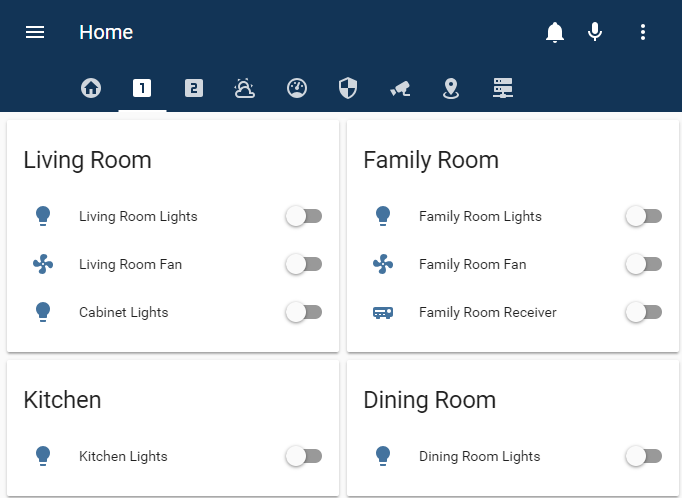 Home
1
2
Living Room
Living Room Lights
Living Room Fan
Cabinet Lights
Family Room
Family Room Lights
Family Room Fan
Family Room Receiver
Kitchen
Kitchen Lights
Dining Room
Dining Room Lights